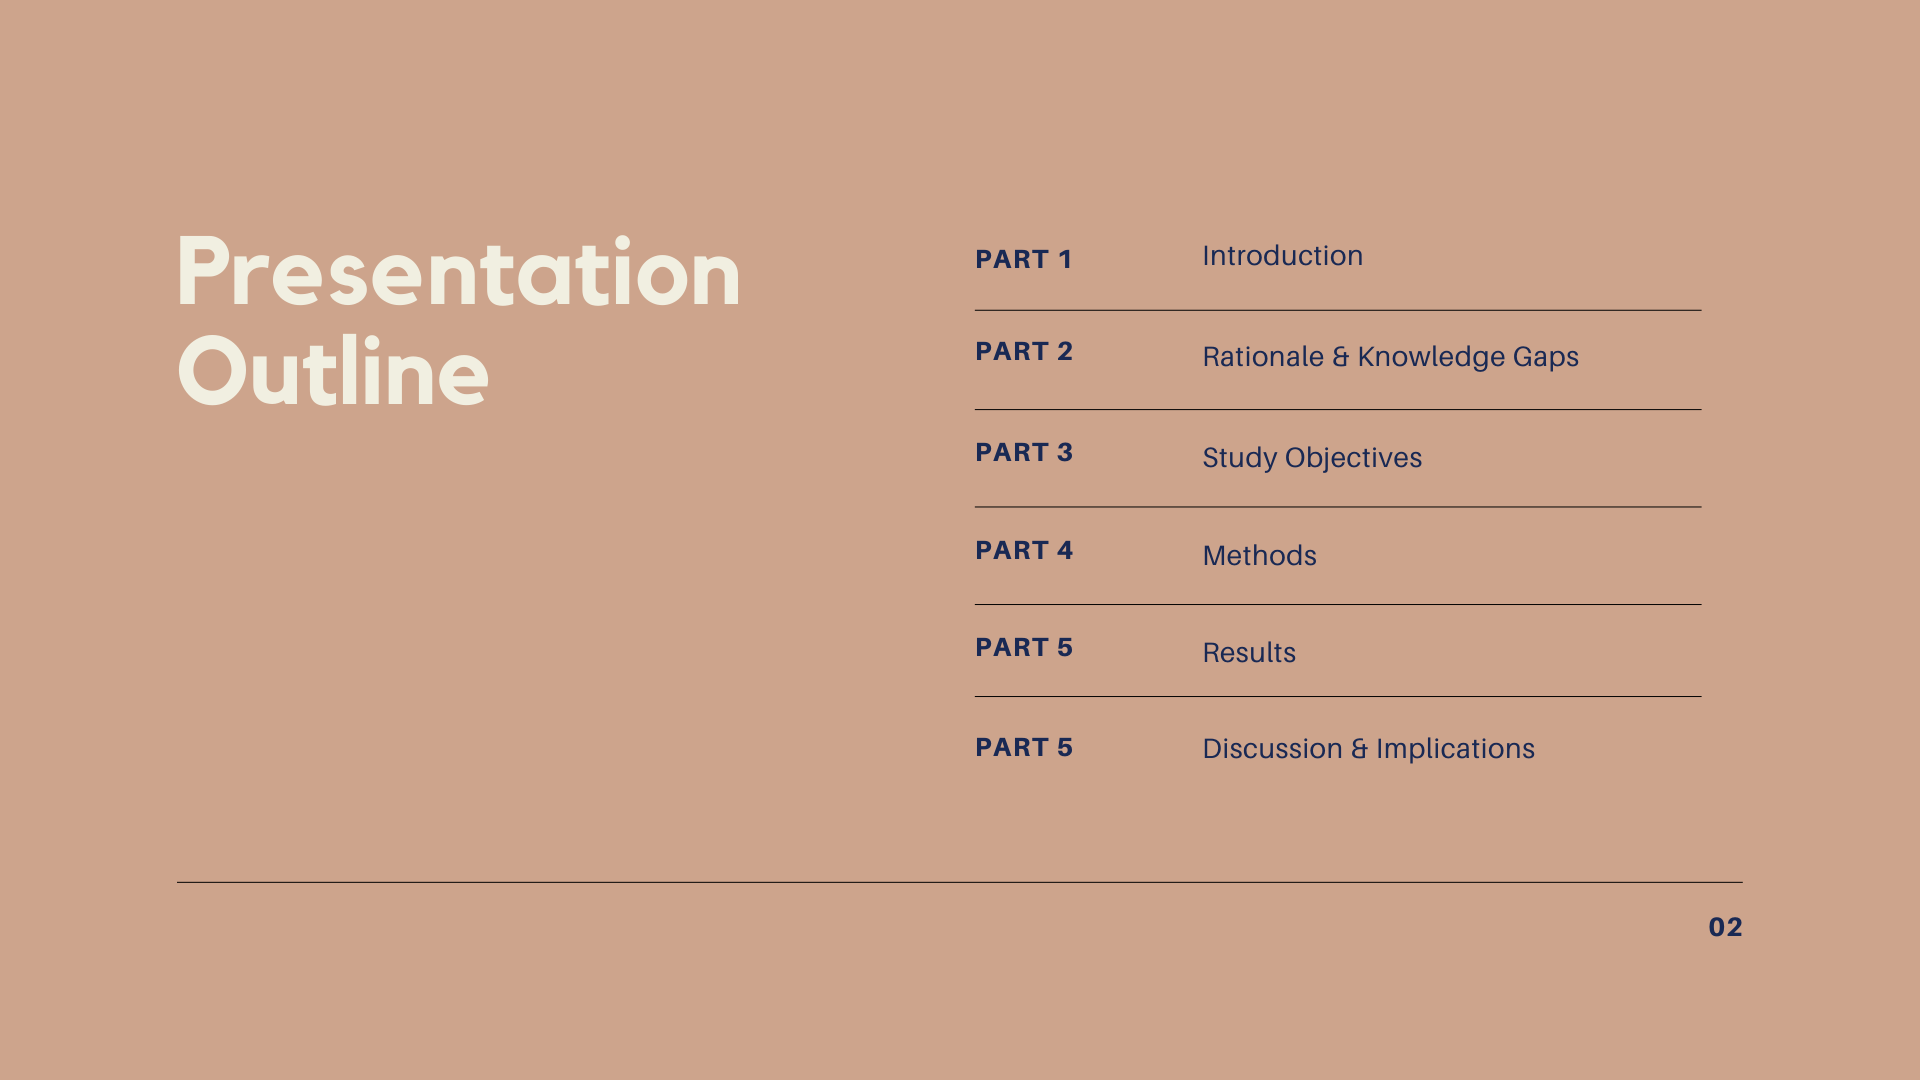 Presentation
Outline
PART 1 Introduction
PART 2 Rationale & Knowledge Gaps
PART 3 Study Objectives
PART 4 Methods
PART 5 Results
PART 5 Discussion & Implications
02